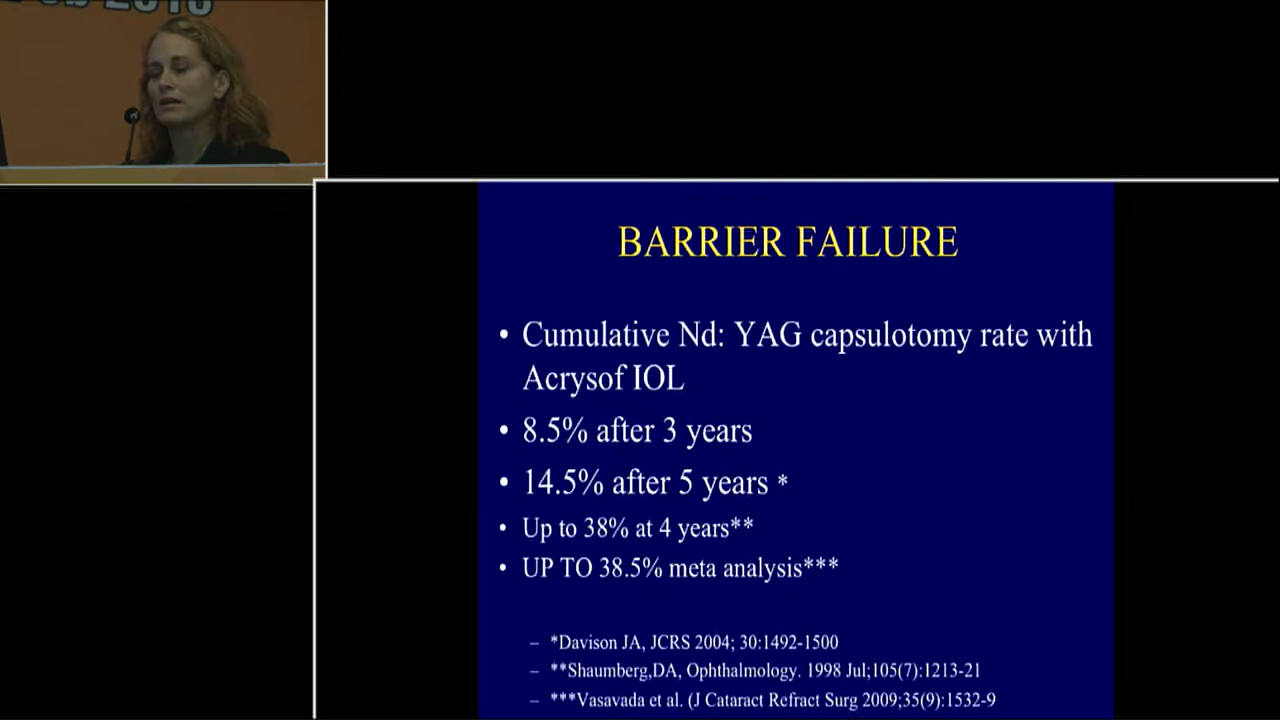 2016
BARRIER FAILURE
• Cumulative Nd: YAG capsulotomy rate with
Acrysof IOL
• 8.5% after 3 years
• 14.5% after 5 years *
• Up to 38% at 4 years**
• UP TO 38.5% meta analysis***
– *Davison JA, JCRS 2004; 30:1492-1500
– **Shaumberg,DA, Ophthalmology. 1998 Jul;105(7):1213-21
– ***Vasavada et al. (J Cataract Refract Surg 2009;35(9):1532-9